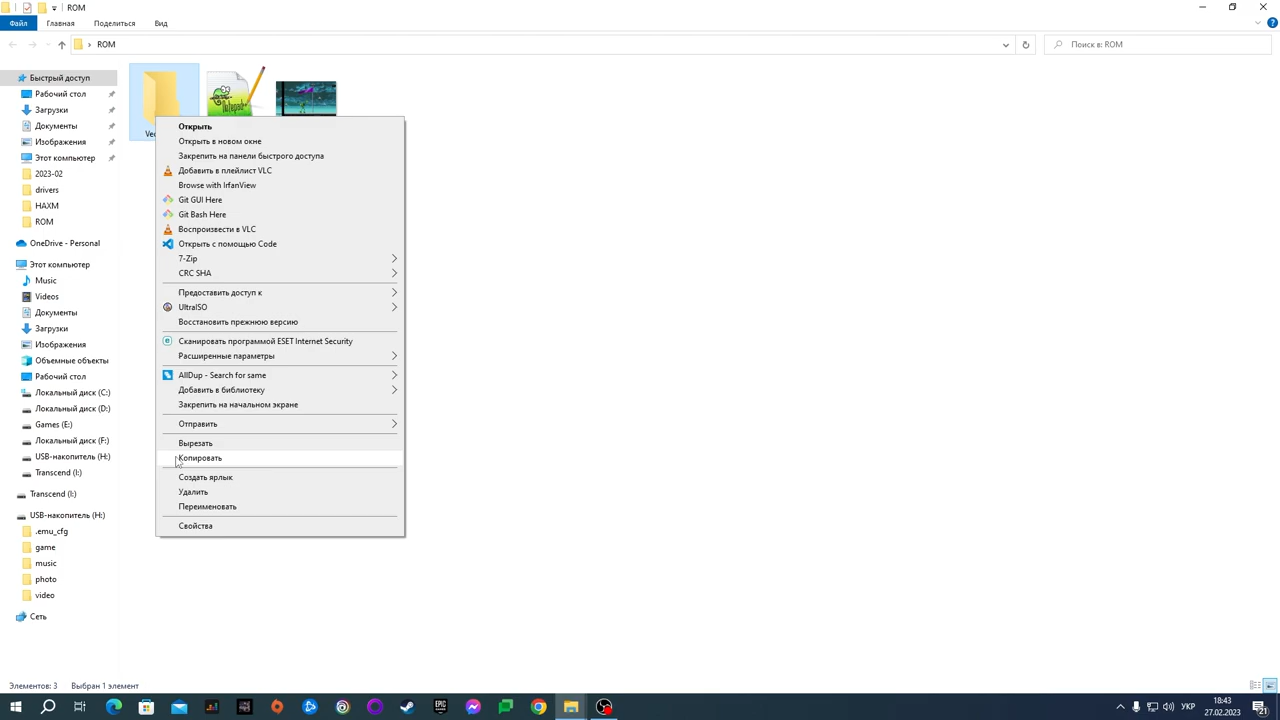 ROM
Файл
Главная
Поделиться
Вид
ROM
Поиск в: ROM
Быстрый доступ
Рабочий стол
Загрузки
Документы
Изображения
Этот компьютер
2023-02
drivers
HAXM
ROM
OneDrive - Personal
Этот компьютер
Music
Videos
Документы
Загрузки
Изображения
Объемные объекты
Рабочий стол
Локальный диск (C:)
Локальный диск (D:)
Games (E:)
Локальный диск (F:)
USB-накопитель (H:)
Transcend (I:)
Transcend (I:)
USB-накопитель (H:)
.emu_cfg
game
music
photo
video
Сеть
Открыть
Открыть в новом окне
Закрепить на панели быстрого доступа
Добавить в плейлист VLC
Browse with IrfanView
Git GUI Here
Git Bash Here
Воспроизвести в VLC
Открыть с помощью Code
7-Zip
CRC SHA
Предоставить доступ к
UltraISO
Восстановить прежнюю версию
Сканировать программой ESET Internet Security
Расширенные параметры
AllDup - Search for same
Добавить в библиотеку
Закрепить на начальном экране
Отправить
Вырезать
Копировать
Создать ярлык
Удалить
Переименовать
Свойства
Элементов: 3
Выбран 1 элемент
EPIC
GAMES
УКР
18:43
27.02.2023
21